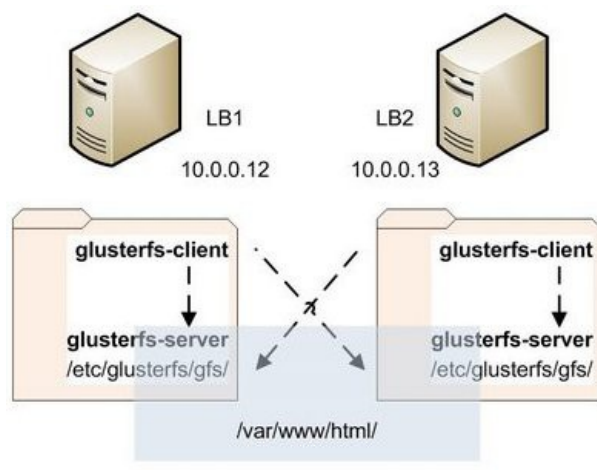 LB1
LB2
10.0.0.12
10.0.0.13
glusterfs-client
glusterfs-client
glusterfs-server
glusterfs-server
/etc/glusterfs/gfs/
/etc/glusterfs/gfs/
/var/www/html/